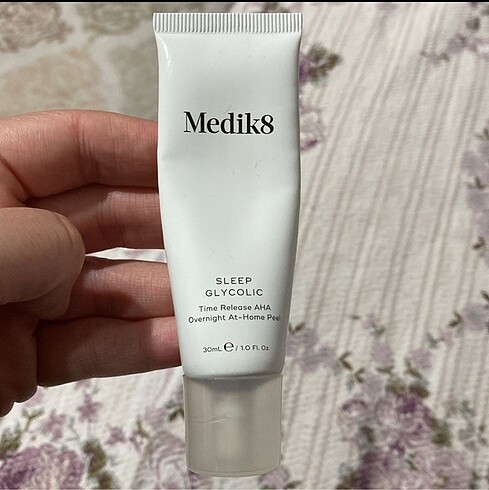 Medik8
SLEEP
GLYCOLIC
Time Release AHA
Overnight At-Home Peel
30mL ℮ / 1.0 Fl. Oz.